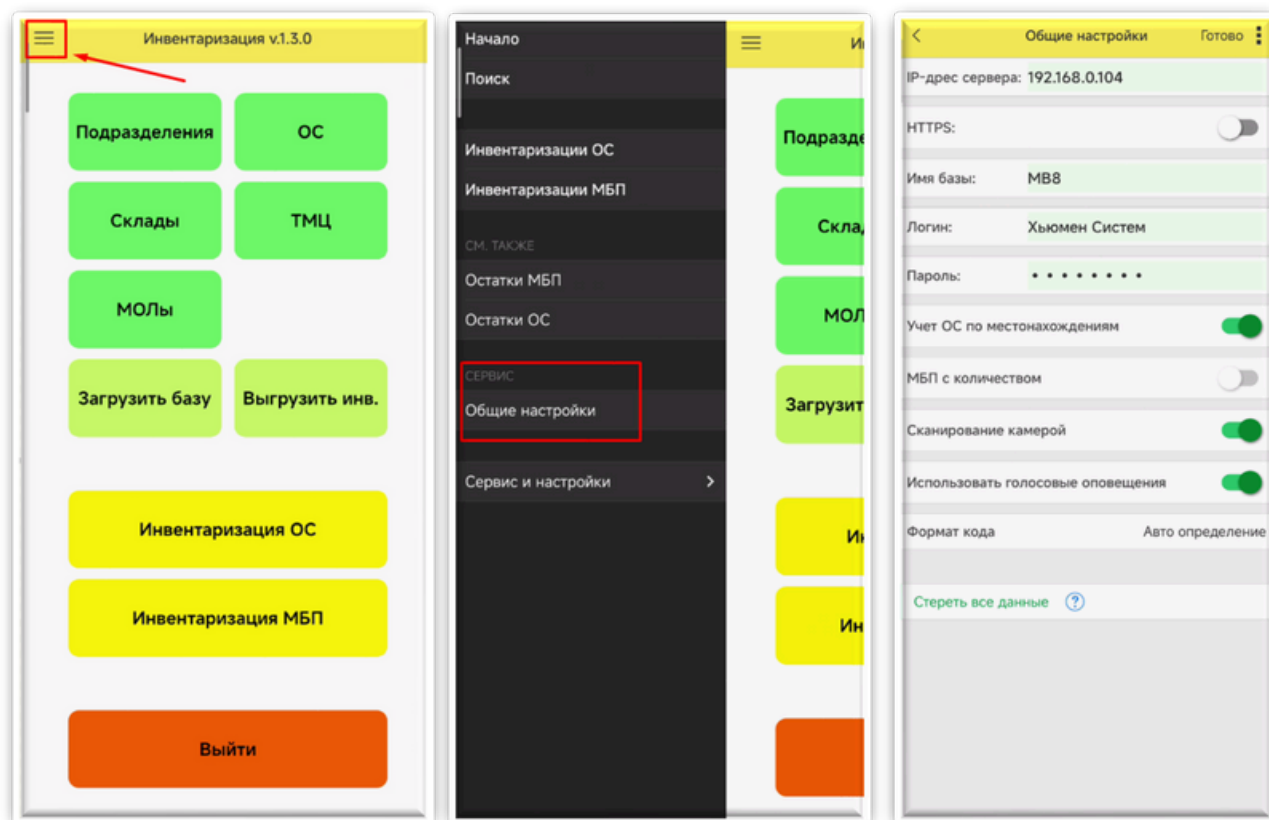 Инвентаризация v.1.3.0
Подразделения
ОС
Склады
ТМЦ
МОЛы
Загрузить базу
Выгрузить инв.
Инвентаризация ОС
Инвентаризация МБП
Выйти
Начало
Поиск
Инвентаризации ОС
Инвентаризации МБП
СМ. ТАКЖЕ
Остатки МБП
Остатки ОС
СЕРВИС
Общие настройки
Сервис и настройки
Ин
Подразде
Скла
МОЛ
Загрузит
Ин
Ин
Общие настройки
Готово
IP-дрес сервера: 192.168.0.104
HTTPS:
Имя базы: MB8
Логин: Хьюмен Систем
Пароль: • • • • • • • •
Учет ОС по местонахождениям
МБП с количеством
Сканирование камерой
Использовать голосовые оповещения
Формат кода Авто определение
Стереть все данные ?